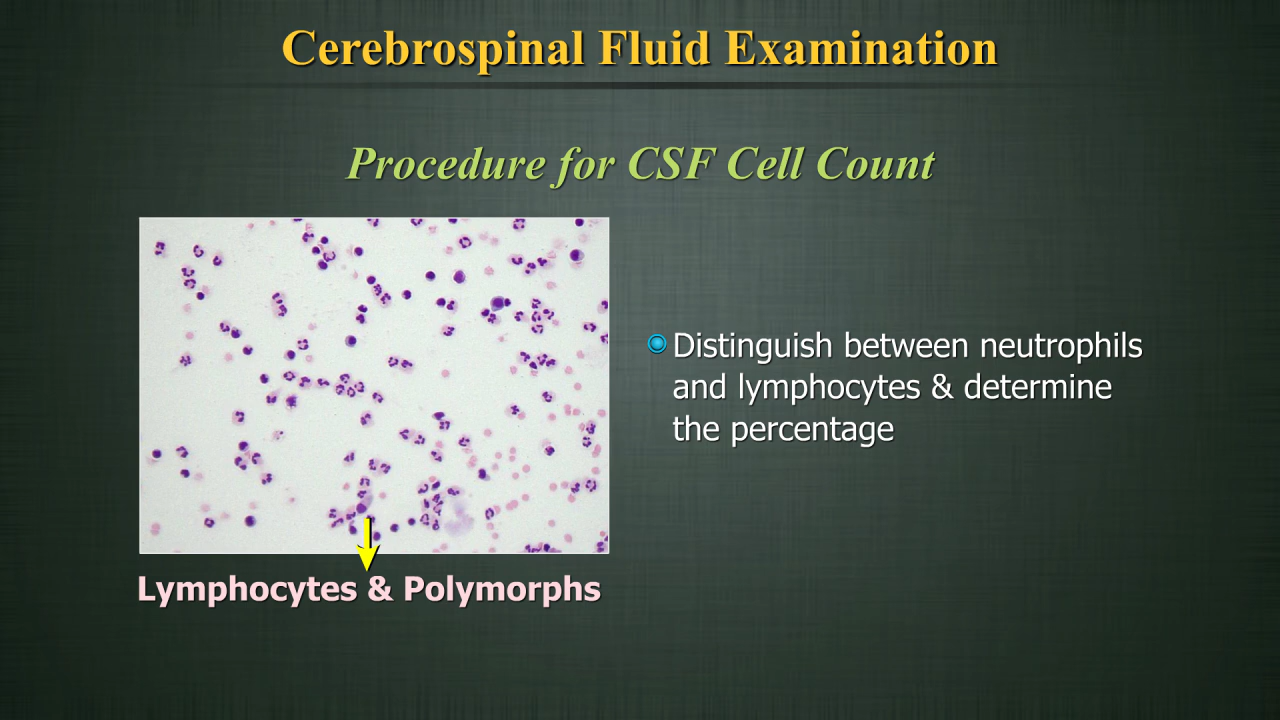 Cerebrospinal Fluid Examination
Procedure for CSF Cell Count
Distinguish between neutrophils
and lymphocytes & determine
the percentage
Lymphocytes & Polymorphs